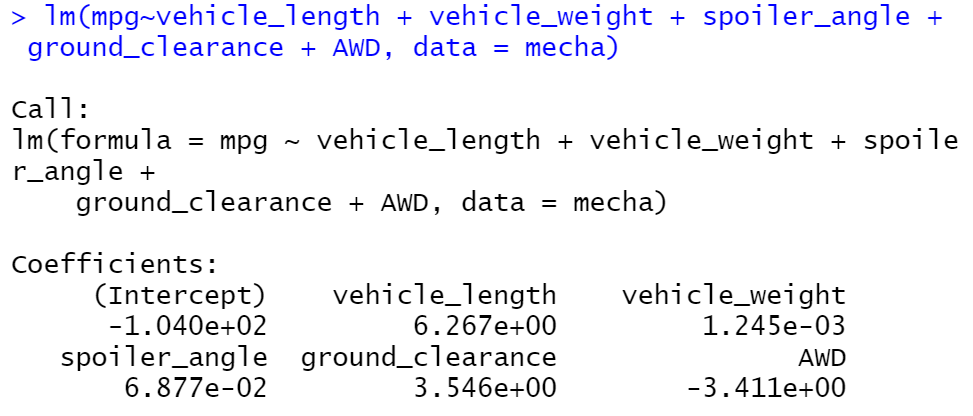 > lm(mpg~vehicle_length + vehicle_weight + spoiler_angle +
 ground_clearance + AWD, data = mecha)

Call:
lm(formula = mpg ~ vehicle_length + vehicle_weight + spoile
r_angle +
    ground_clearance + AWD, data = mecha)

Coefficients:
     (Intercept)    vehicle_length    vehicle_weight
      -1.040e+02         6.267e+00         1.245e-03
   spoiler_angle  ground_clearance               AWD
       6.877e-02         3.546e+00        -3.411e+00